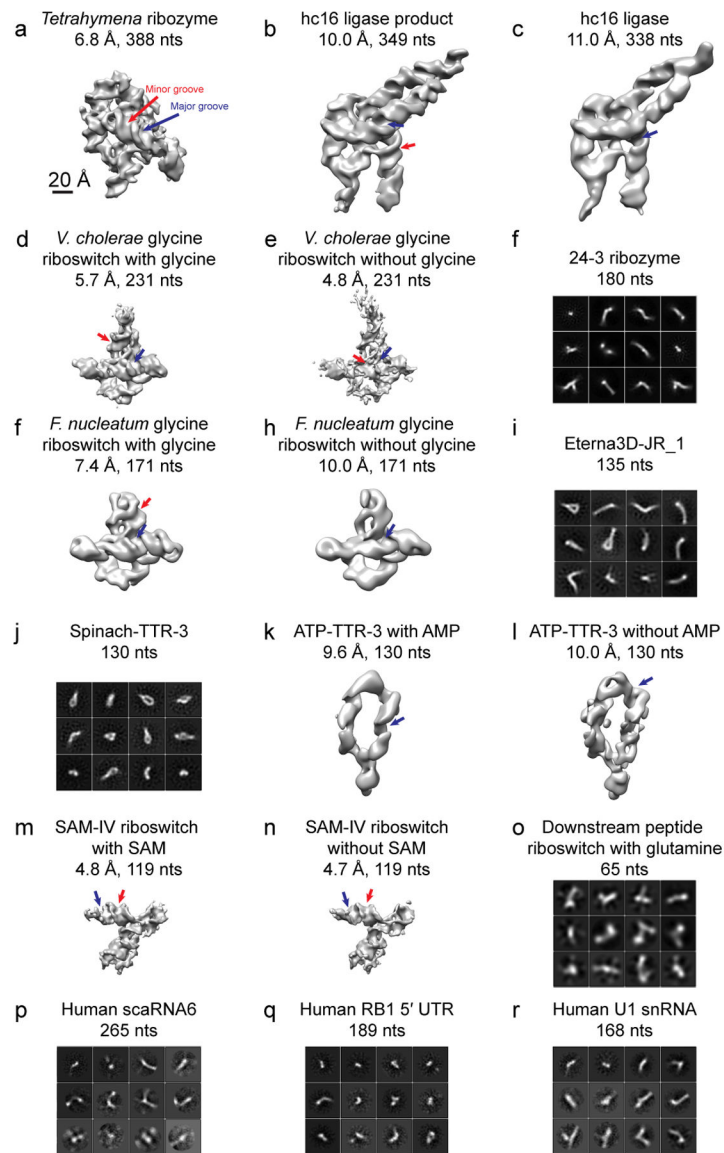 a
Tetrahymena ribozyme
6.8 Å, 388 nts
Minor groove
Major groove
20 Å
b
hc16 ligase product
10.0 Å, 349 nts
c
hc16 ligase
11.0 Å, 338 nts
d
V. cholerae glycine
riboswitch with glycine
5.7 Å, 231 nts
e
V. cholerae glycine
riboswitch without glycine
4.8 Å, 231 nts
f
24-3 ribozyme
180 nts
f
F. nucleatum glycine
riboswitch with glycine
7.4 Å, 171 nts
h
F. nucleatum glycine
riboswitch without glycine
10.0 Å, 171 nts
i
Eterna3D-JR_1
135 nts
j
Spinach-TTR-3
130 nts
k
ATP-TTR-3 with AMP
9.6 Å, 130 nts
l
ATP-TTR-3 without AMP
10.0 Å, 130 nts
m
SAM-IV riboswitch
with SAM
4.8 Å, 119 nts
n
SAM-IV riboswitch
without SAM
4.7 Å, 119 nts
o
Downstream peptide
riboswitch with glutamine
65 nts
p
Human scaRNA6
265 nts
q
Human RB1 5′ UTR
189 nts
r
Human U1 snRNA
168 nts